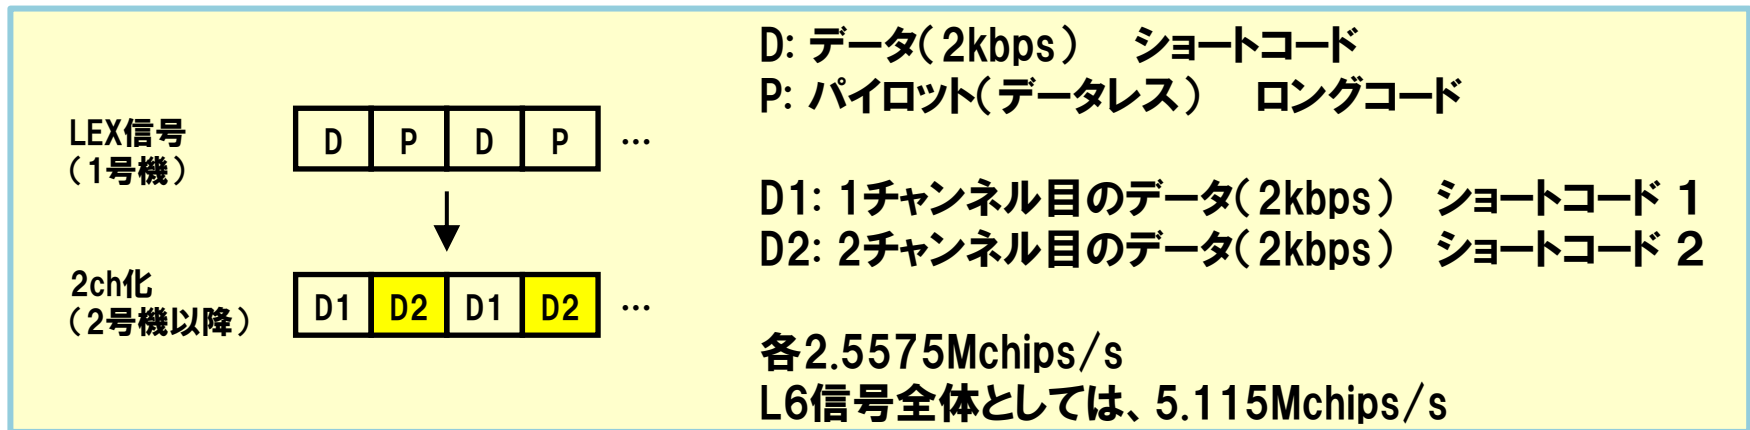 LEX信号
(1号機)
D P D P …
2ch化
(2号機以降)
D1 D2 D1 D2 …
D: データ(2kbps) ショートコード
P: パイロット(データレス) ロングコード
D1: 1チャンネル目のデータ(2kbps) ショートコード 1
D2: 2チャンネル目のデータ(2kbps) ショートコード 2
各2.5575Mchips/s
L6信号全体としては、5.115Mchips/s